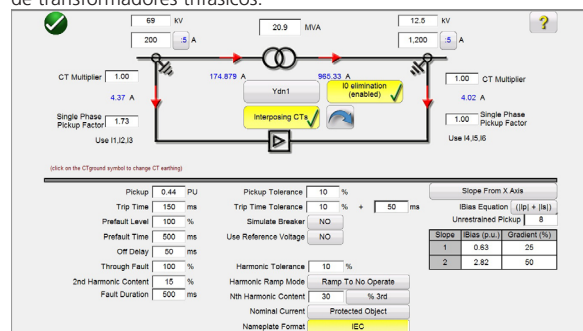 de transformadores trifásicos.
69 kV
20.9 MVA
12.5 kV
?
200 :5 A
1,200 :5 A
CT Multiplier 1.00
174.879 A
965.33 A
1.00 CT Multiplier
Ydn1
I0 elimination (enabled)
4.37 A
4.02 A
Single Phase Pickup Factor 1.73
Interposing CTs
1.00 Single Phase Pickup Factor
Use I1,I2,I3
Use I4,I5,I6
(click on the CTground symbol to change CT earthing)
Pickup 0.44 PU
Pickup Tolerance 10 %
Slope From X Axis
Trip Time 150 ms
Trip Time Tolerance 10 % + 50 ms
IBias Equation (|Ip| + |Is|)
Prefault Level 100 %
Simulate Breaker NO
Unrestrained Pickup 8
Prefault Time 500 ms
Use Reference Voltage NO
Slope IBias (p.u.) Gradient (%)
Off Delay 50 ms
1 0.63 25
Through Fault 100 %
Harmonic Tolerance 10 %
2 2.82 50
2nd Harmonic Content 15 %
Harmonic Ramp Mode Ramp To No Operate
Fault Duration 500 ms
Nth Harmonic Content 30 % 3rd
Nominal Current Protected Object
Nameplate Format IEC